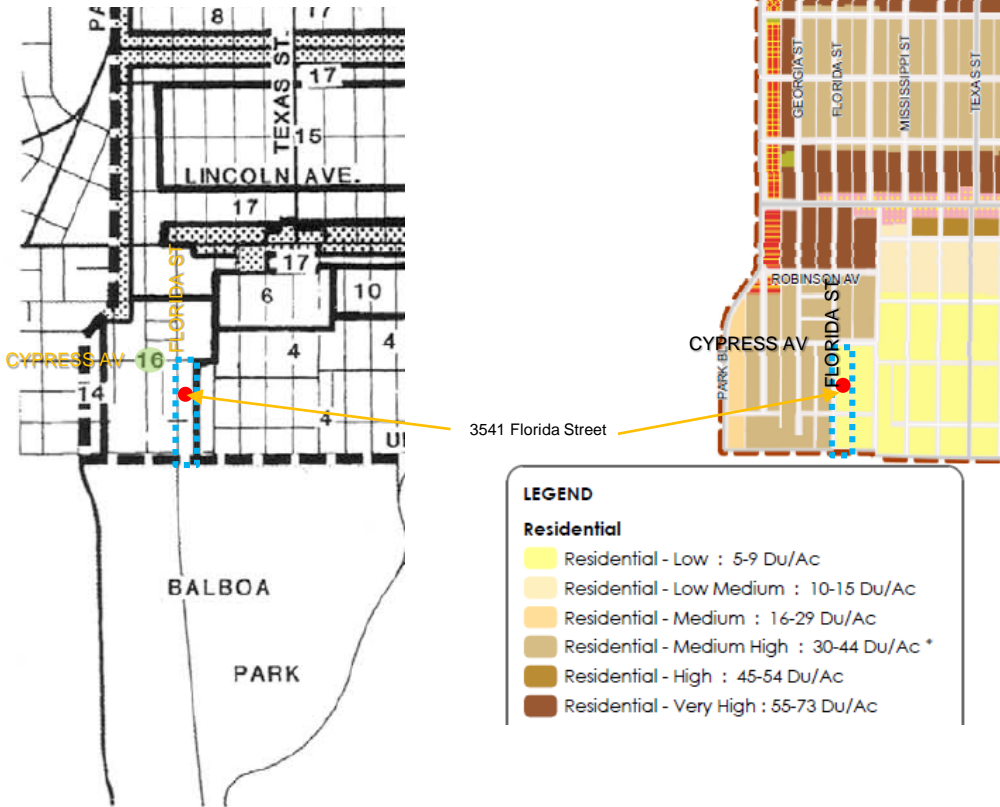 PA
8
17
TEXAS ST.
17
15
LINCOLN AVE.
17
FLORIDA ST
17
6
10
CYPRESS AV
16
4
4
14
4
U
BALBOA
PARK
3541 Florida Street
GEORGIA ST
FLORIDA ST
MISSISSIPPI ST
TEXAS ST
ROBINSON AV
FLORIDA ST
CYPRESS AV
PARK B
LEGEND
Residential
Residential - Low : 5-9 Du/Ac
Residential - Low Medium : 10-15 Du/Ac
Residential - Medium : 16-29 Du/Ac
Residential - Medium High : 30-44 Du/Ac *
Residential - High : 45-54 Du/Ac
Residential - Very High : 55-73 Du/Ac